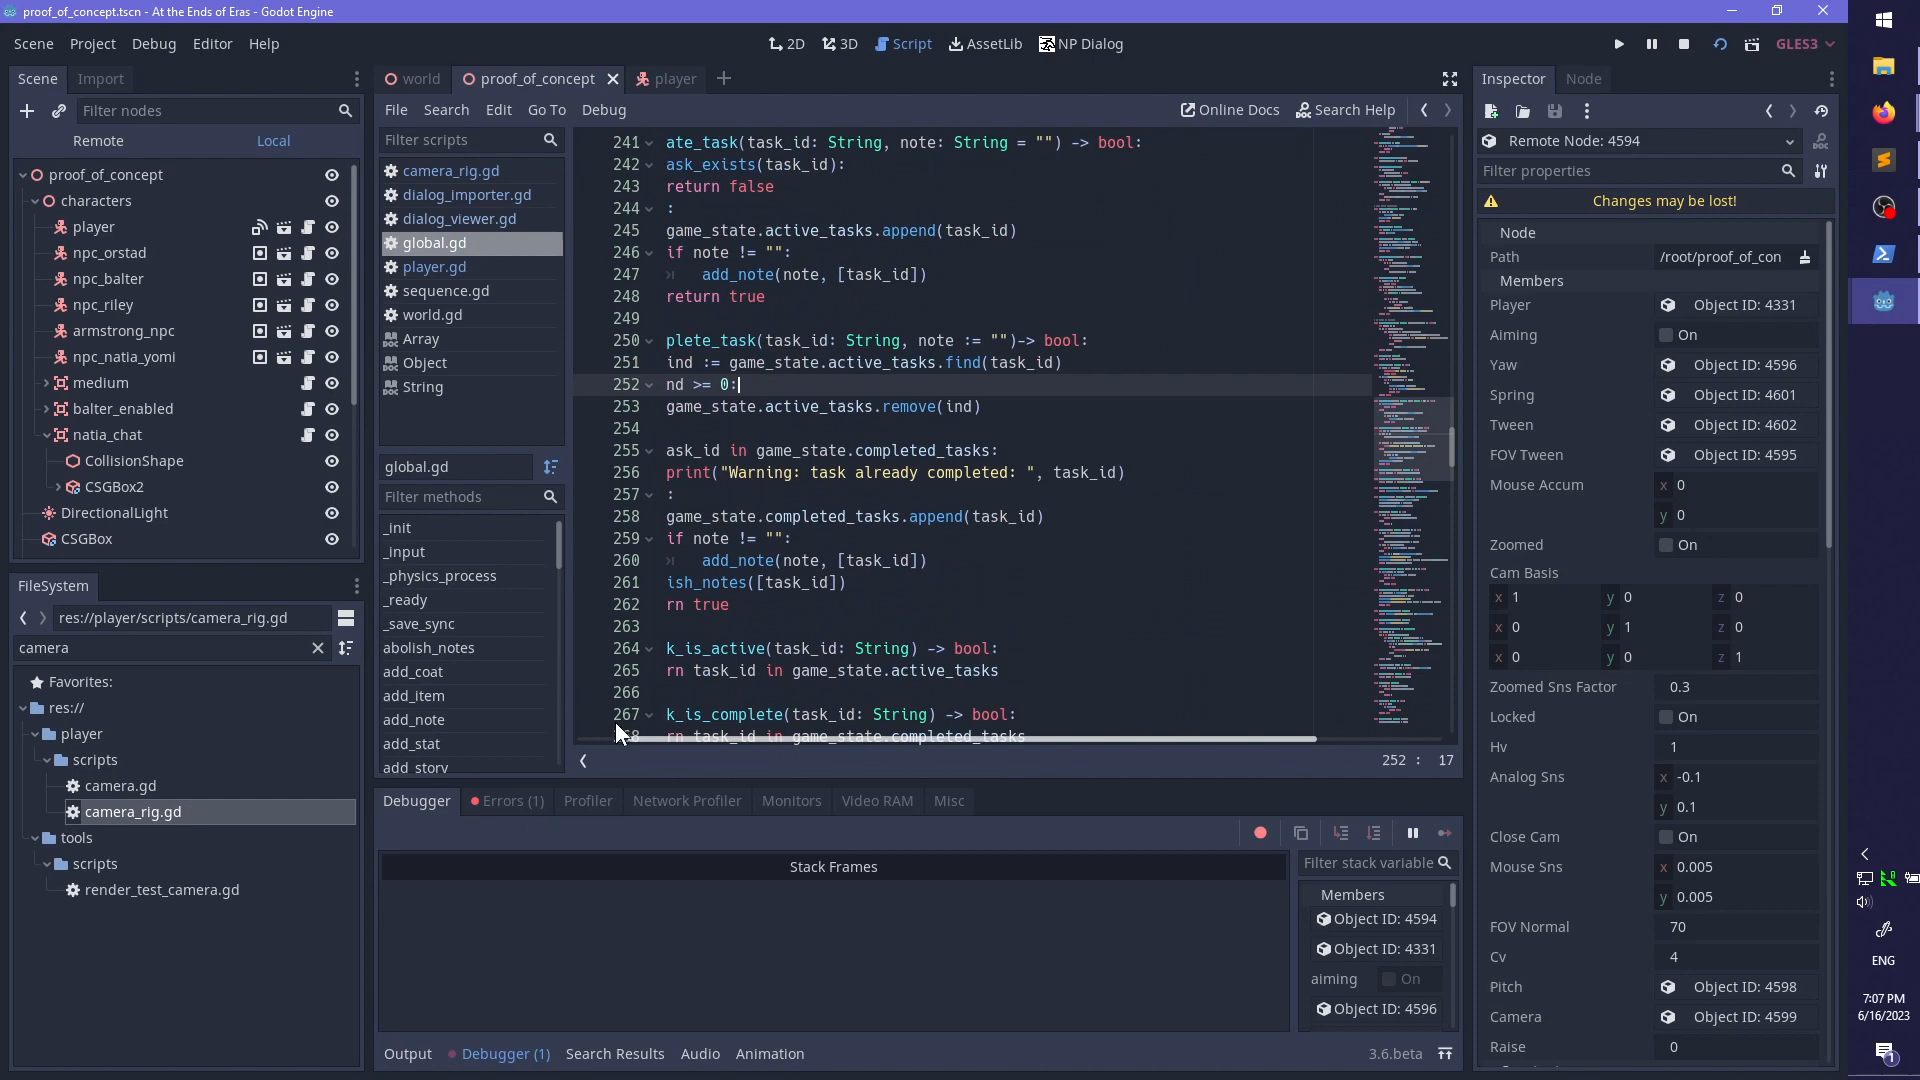 proof_of_concept.tscn - At the Ends of Eras - Godot Engine
Scene Project Debug Editor Help
2D 3D Script AssetLib NP Dialog
GLES3
Scene Import
Filter nodes
Remote Local
proof_of_concept
characters
player
npc_orstad
npc_balter
npc_riley
armstrong_npc
npc_natia_yomi
medium
balter_enabled
natia_chat
CollisionShape
CSGBox2
DirectionalLight
CSGBox
FileSystem
res://player/scripts/camera_rig.gd
camera
Favorites:
res://
player
scripts
camera.gd
camera_rig.gd
tools
scripts
render_test_camera.gd
world proof_of_concept player
File Search Edit Go To Debug
Online Docs Search Help
Filter scripts
camera_rig.gd
dialog_importer.gd
dialog_viewer.gd
global.gd
player.gd
sequence.gd
world.gd
Array
Object
String
global.gd
Filter methods
_init
_input
_physics_process
_ready
_save_sync
abolish_notes
add_coat
add_item
add_note
add_stat
add_story
241 ate_task(task_id: String, note: String = "") -> bool:
242 ask_exists(task_id):
243 return false
244 :
245 game_state.active_tasks.append(task_id)
246 if note != "":
247 add_note(note, [task_id])
248 return true
249
250 plete_task(task_id: String, note := "")-> bool:
251 ind := game_state.active_tasks.find(task_id)
252 nd >= 0:
253 game_state.active_tasks.remove(ind)
254
255 ask_id in game_state.completed_tasks:
256 print("Warning: task already completed: ", task_id)
257 :
258 game_state.completed_tasks.append(task_id)
259 if note != "":
260 add_note(note, [task_id])
261 ish_notes([task_id])
262 rn true
263
264 k_is_active(task_id: String) -> bool:
265 rn task_id in game_state.active_tasks
266
267 k_is_complete(task_id: String) -> bool:
8 rn task_id in game_state.completed_tasks
252 : 17
Debugger Errors (1) Profiler Network Profiler Monitors Video RAM Misc
Stack Frames
Filter stack variable
Members
Object ID: 4594
Object ID: 4331
aiming On
Object ID: 4596
Output Debugger (1) Search Results Audio Animation
3.6.beta
Inspector Node
Remote Node: 4594
Filter properties
Changes may be lost!
Node
Path /root/proof_of_con
Members
Player Object ID: 4331
Aiming On
Yaw Object ID: 4596
Spring Object ID: 4601
Tween Object ID: 4602
FOV Tween Object ID: 4595
Mouse Accum x 0
y 0
Zoomed On
Cam Basis
x 1 y 0 z 0
x 0 y 1 z 0
x 0 y 0 z 1
Zoomed Sns Factor 0.3
Locked On
Hv 1
Analog Sns x -0.1
y 0.1
Close Cam On
Mouse Sns x 0.005
y 0.005
FOV Normal 70
Cv 4
Pitch Object ID: 4598
Camera Object ID: 4599
Raise 0
ENG
7:07 PM
6/16/2023
1